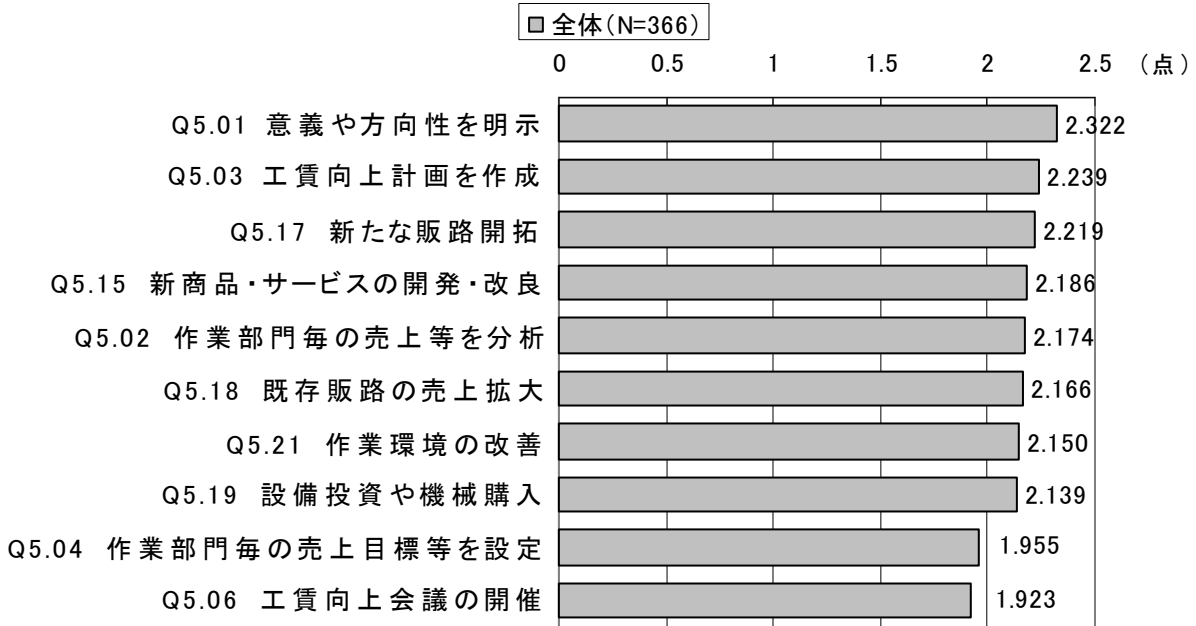 全体(N=366)
0 0.5 1 1.5 2 2.5 (点)
Q5.01 意義や方向性を明示 2.322
Q5.03 工賃向上計画を作成 2.239
Q5.17 新たな販路開拓 2.219
Q5.15 新商品・サービスの開発・改良 2.186
Q5.02 作業部門毎の売上等を分析 2.174
Q5.18 既存販路の売上拡大 2.166
Q5.21 作業環境の改善 2.150
Q5.19 設備投資や機械購入 2.139
Q5.04 作業部門毎の売上目標等を設定 1.955
Q5.06 工賃向上会議の開催 1.923